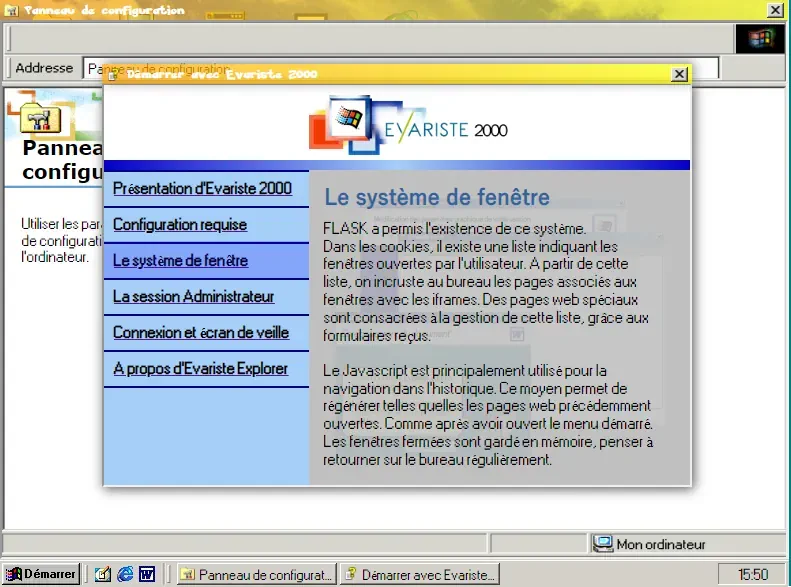 Panneau de configuration
Addresse
Panneau de configuration
Démarrer avec Evariste 2000
EVARISTE 2000
Pannea
configu
Utiliser les par
de configurati
l'ordinateur.
Présentation d'Evariste 2000
Configuration requise
Le système de fenêtre
La session Administrateur
Connexion et écran de veille
A propos d'Evariste Explorer
Le système de fenêtre
FLASK a permis l'existence de ce système.
Dans les cookies, il existe une liste indiquant les
fenêtres ouvertes par l'utilisateur. A partir de cette
liste, on incruste au bureau les pages associés aux
fenêtres avec les iframes. Des pages web spéciaux
sont consacrées à la gestion de cette liste, grâce aux
formulaires reçus.
Le Javascript est principalement utilisé pour la
navigation dans l'historique. Ce moyen permet de
régénérer telles quelles les pages web précédemment
ouvertes. Comme après avoir ouvert le menu démarré.
Les fenêtres fermées sont gardé en mémoire, penser à
retourner sur le bureau régulièrement.
Mon ordinateur
Démarrer
Panneau de configurat...
Démarrer avec Evariste...
15:50